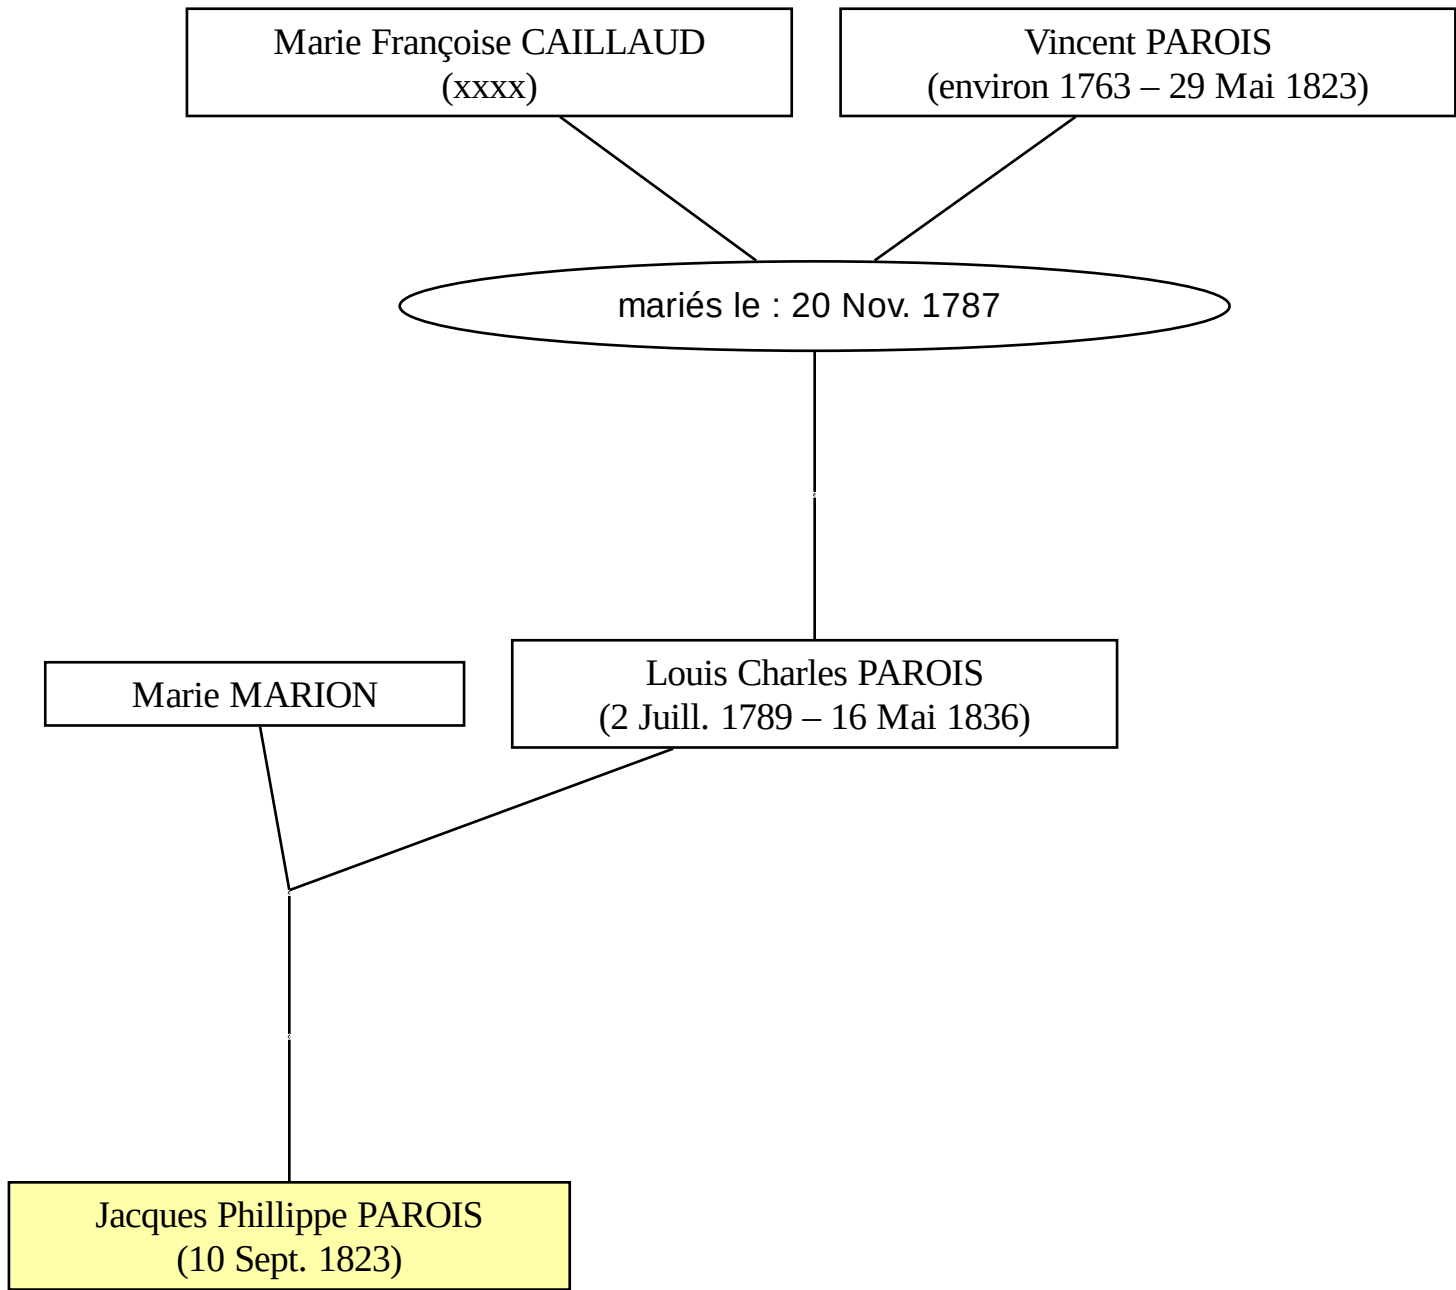 Marie Françoise CAILLAUD
(xxxx)
Vincent PAROIS
(environ 1763 – 29 Mai 1823)
mariés le : 20 Nov. 1787
Marie MARION
Louis Charles PAROIS
(2 Juill. 1789 – 16 Mai 1836)
Jacques Phillippe PAROIS
(10 Sept. 1823)